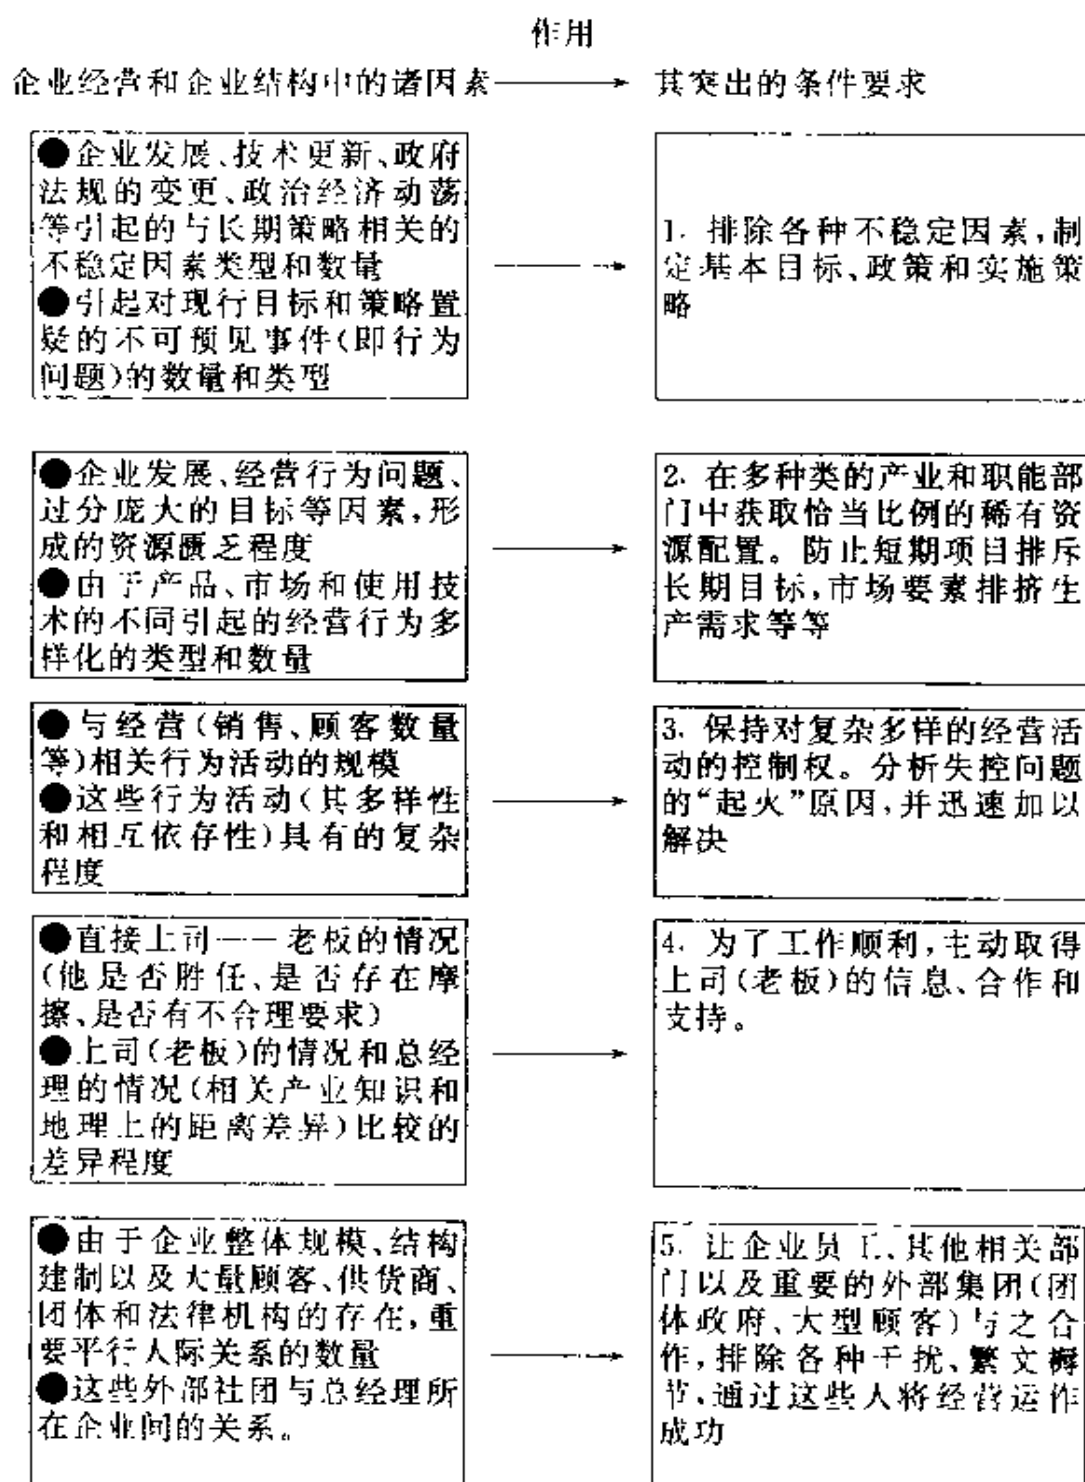 作用
企业经营和企业结构中的诸因素 其突出的条件要求
●企业发展、技术更新、政府
法规的变更、政治经济动荡
等引起的与长期策略相关的
不稳定因素类型和数量
●引起对现行目标和策略置
疑的不可预见事件(即行为
问题)的数量和类型
1. 排除各种不稳定因素,制
定基本目标、政策和实施策
略
●企业发展、经营行为问题、
过分庞大的目标等因素,形
成的资源匮乏程度
●由于产品、市场和使用技
术的不同引起的经营行为多
样化的类型和数量
2. 在多种类的产业和职能部
门中获取恰当比例的稀有资
源配置。防止短期项目排斥
长期目标,市场要素排挤生
产需求等等
●与经营(销售、顾客数量
等)相关行为活动的规模
●这些行为活动(其多样性
和相互依存性)具有的复杂
程度
3. 保持对复杂多样的经营活
动的控制权。分析失控问题
的“起火”原因,并迅速加以
解决
●直接上司——老板的情况
(他是否胜任、是否存在摩
擦、是否有不合理要求)
●上司(老板)的情况和总经
理的情况(相关产业知识和
地理上的距离差异)比较的
差异程度
4. 为了工作顺利,主动取得
上司(老板)的信息、合作和
支持。
●由于企业整体规模、结构
建制以及大量顾客、供货商、
团体和法律机构的存在,重
要平行人际关系的数量
●这些外部社团与总经理所
在企业间的关系。
5. 让企业员工、其他相关部
门以及重要的外部集团(团
体政府、大型顾客)与之合
作,排除各种干扰、繁文缛
节,通过这些人将经营运作
成功